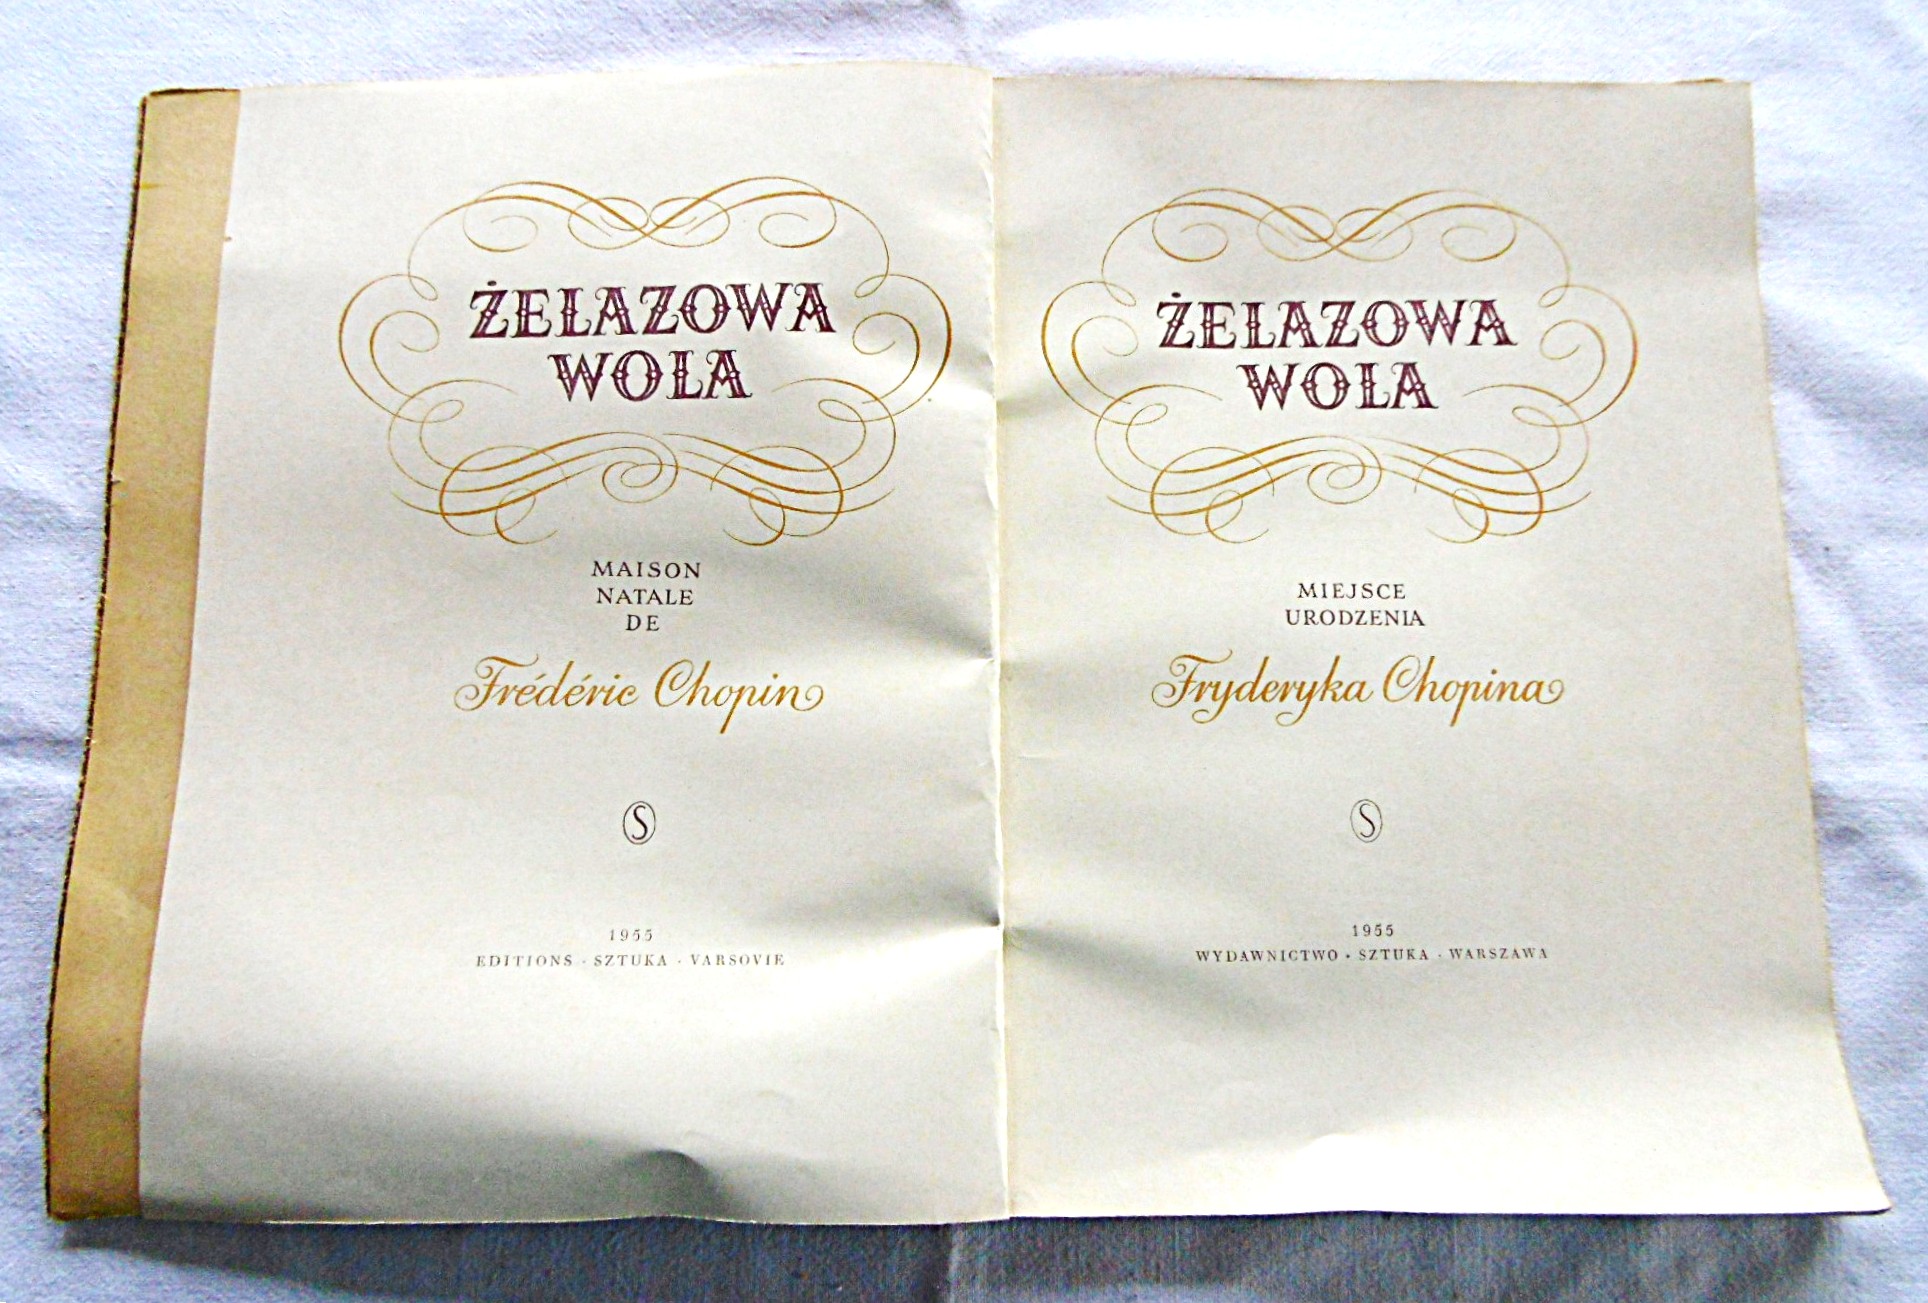 ŻELAZOWA
WOLA
MAISON
NATALE
DE
Frédéric Chopin
S
1955
EDITIONS · SZTUKA · VARSOVIE
ŻELAZOWA
WOLA
MIEJSCE
URODZENIA
Fryderyka Chopina
S
1955
WYDAWNICTWO · SZTUKA · WARSZAWA